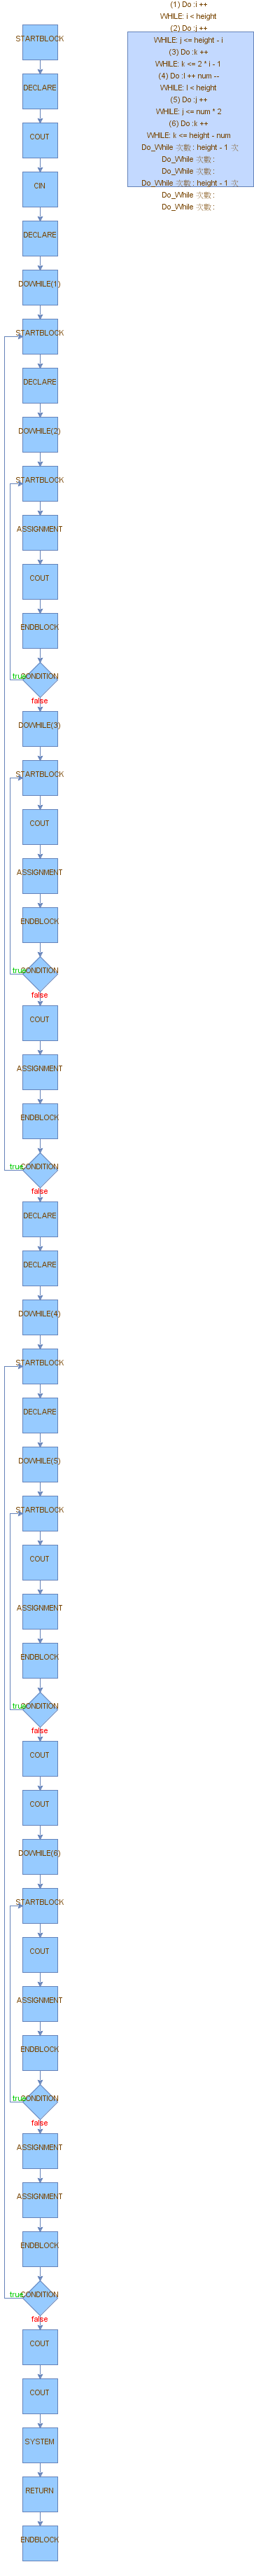 STARTBLOCK
DECLARE
COUT
CIN
DECLARE
DOWHILE(1)
STARTBLOCK
DECLARE
DOWHILE(2)
STARTBLOCK
ASSIGNMENT
COUT
ENDBLOCK
true CONDITION
false
DOWHILE(3)
STARTBLOCK
COUT
ASSIGNMENT
ENDBLOCK
true CONDITION
false
COUT
ASSIGNMENT
ENDBLOCK
true CONDITION
false
DECLARE
DECLARE
DOWHILE(4)
STARTBLOCK
DECLARE
DOWHILE(5)
STARTBLOCK
COUT
ASSIGNMENT
ENDBLOCK
true CONDITION
false
COUT
COUT
DOWHILE(6)
STARTBLOCK
COUT
ASSIGNMENT
ENDBLOCK
true CONDITION
false
ASSIGNMENT
ASSIGNMENT
ENDBLOCK
true CONDITION
false
COUT
COUT
SYSTEM
RETURN
ENDBLOCK
(1) Do :i ++
WHILE: i < height
(2) Do :j ++
WHILE: j <= height - i
(3) Do :k ++
WHILE: k <= 2 * i - 1
(4) Do :l ++ num --
WHILE: l < height
(5) Do :j ++
WHILE: j <= num * 2
(6) Do :k ++
WHILE: k <= height - num
Do_While 次數 : height - 1 次
Do_While 次數 :
Do_While 次數 :
Do_While 次數 : height - 1 次
Do_While 次數 :
Do_While 次數 :